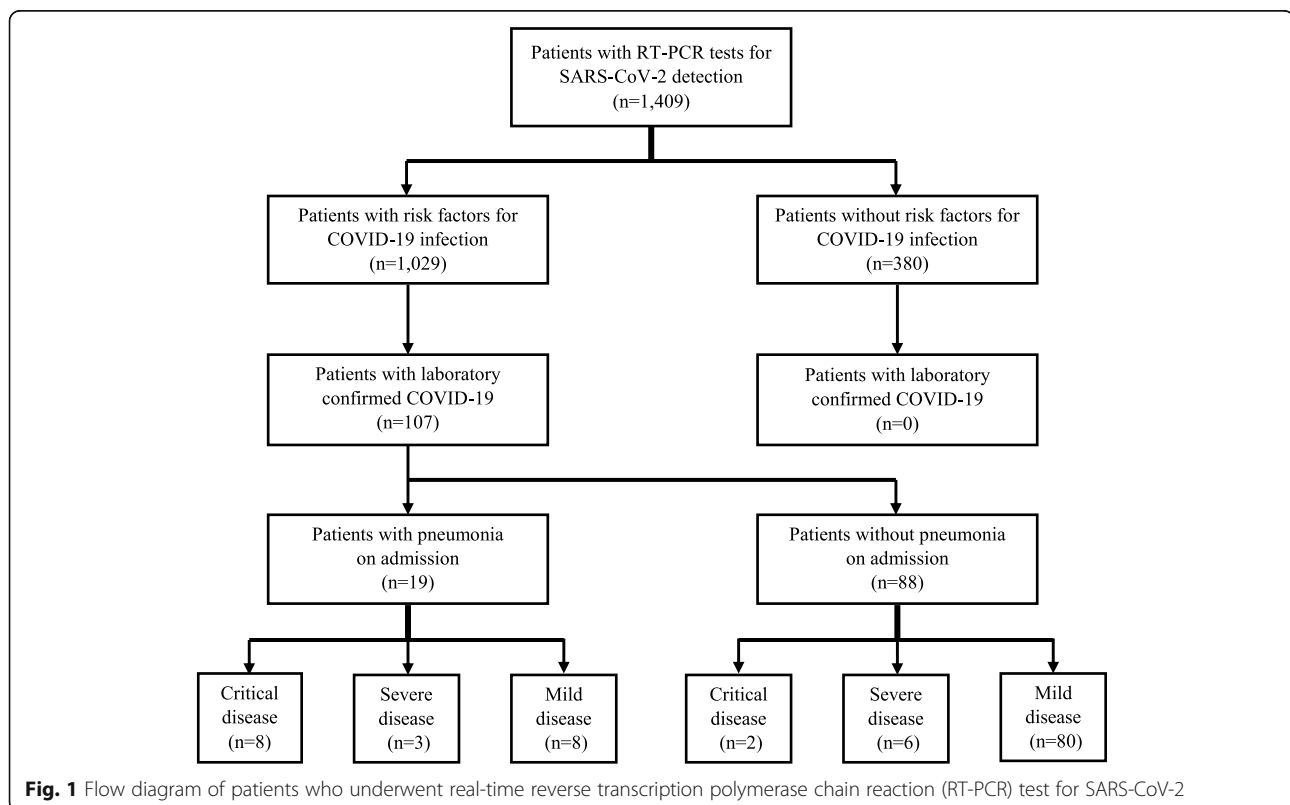 Patients with RT-PCR tests for
SARS-CoV-2 detection
(n=1,409)
Patients with risk factors for
COVID-19 infection
(n=1,029)
Patients without risk factors for
COVID-19 infection
(n=380)
Patients with laboratory
confirmed COVID-19
(n=107)
Patients with laboratory
confirmed COVID-19
(n=0)
Patients with pneumonia
on admission
(n=19)
Patients without pneumonia
on admission
(n=88)
Critical
disease
(n=8)
Severe
disease
(n=3)
Mild
disease
(n=8)
Critical
disease
(n=2)
Severe
disease
(n=6)
Mild
disease
(n=80)
Fig. 1 Flow diagram of patients who underwent real-time reverse transcription polymerase chain reaction (RT-PCR) test for SARS-CoV-2